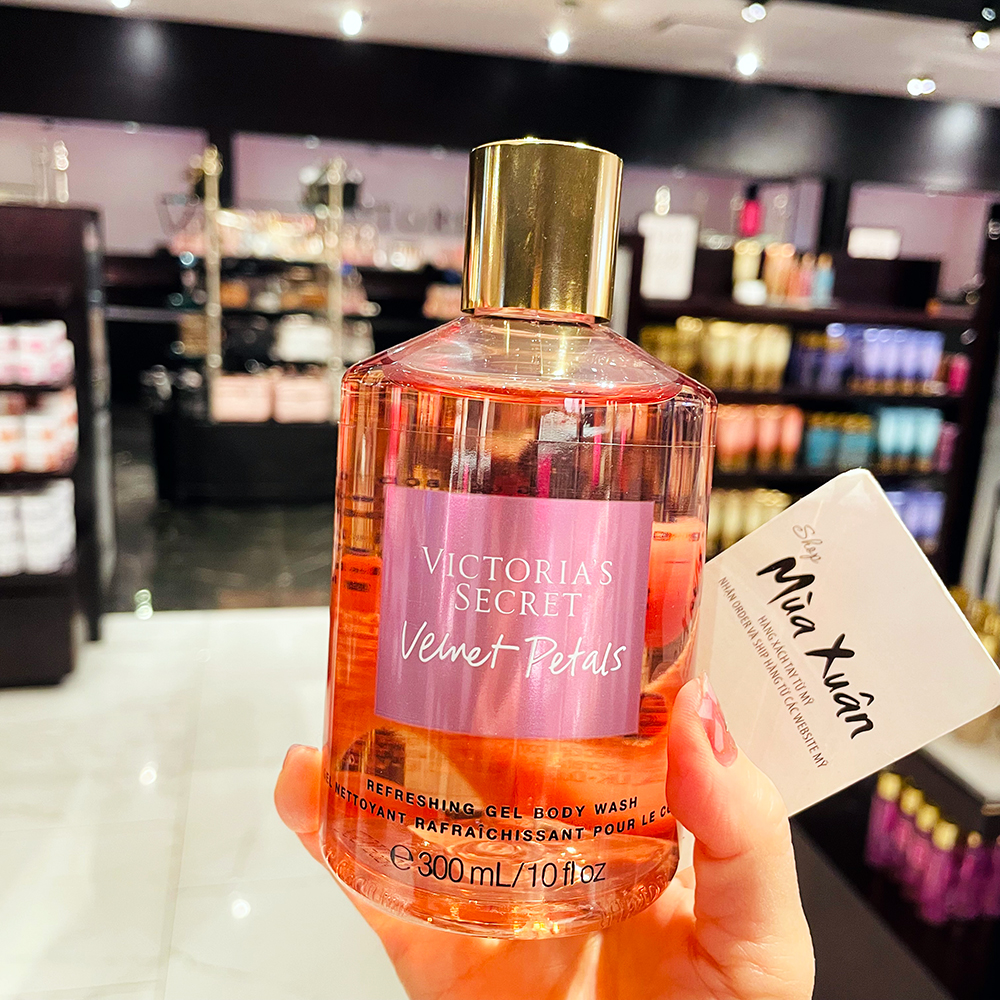 VICTORIA'S
SECRET
Velvet Petals
REFRESHING GEL BODY WASH
NETTOYANT RAFRAÎCHISSANT POUR LE
℮ 300 mL/10 fl oz
Shop
Mùa Xuân
HÀNG XÁCH TAY TỪ MỸ
NHẬN ORDER VÀ SHIP HÀNG TỪ CÁC WEBSITE MỸ